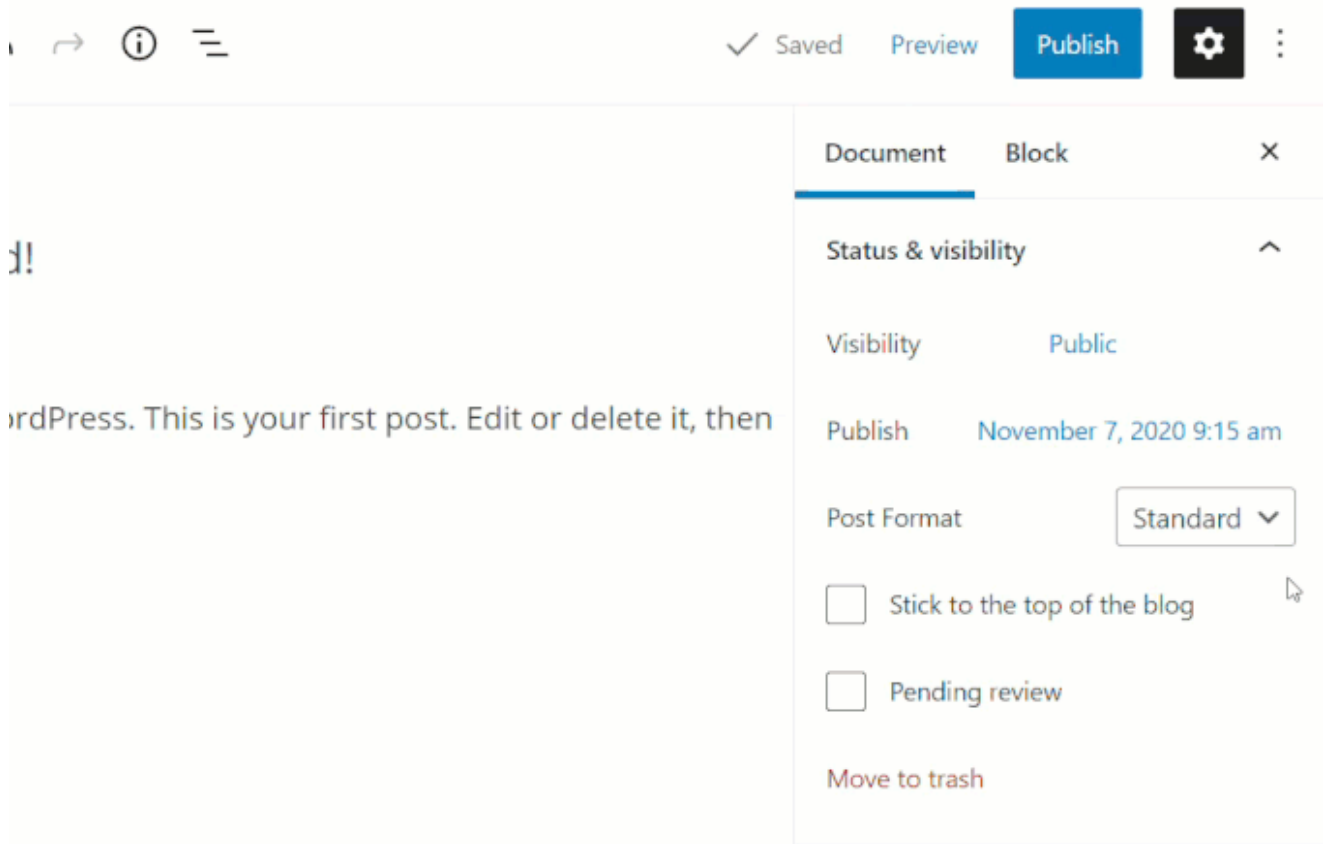 Saved Preview Publish
Document Block
d!
Status & visibility
Visibility Public
ordPress. This is your first post. Edit or delete it, then
Publish November 7, 2020 9:15 am
Post Format Standard
Stick to the top of the blog
Pending review
Move to trash